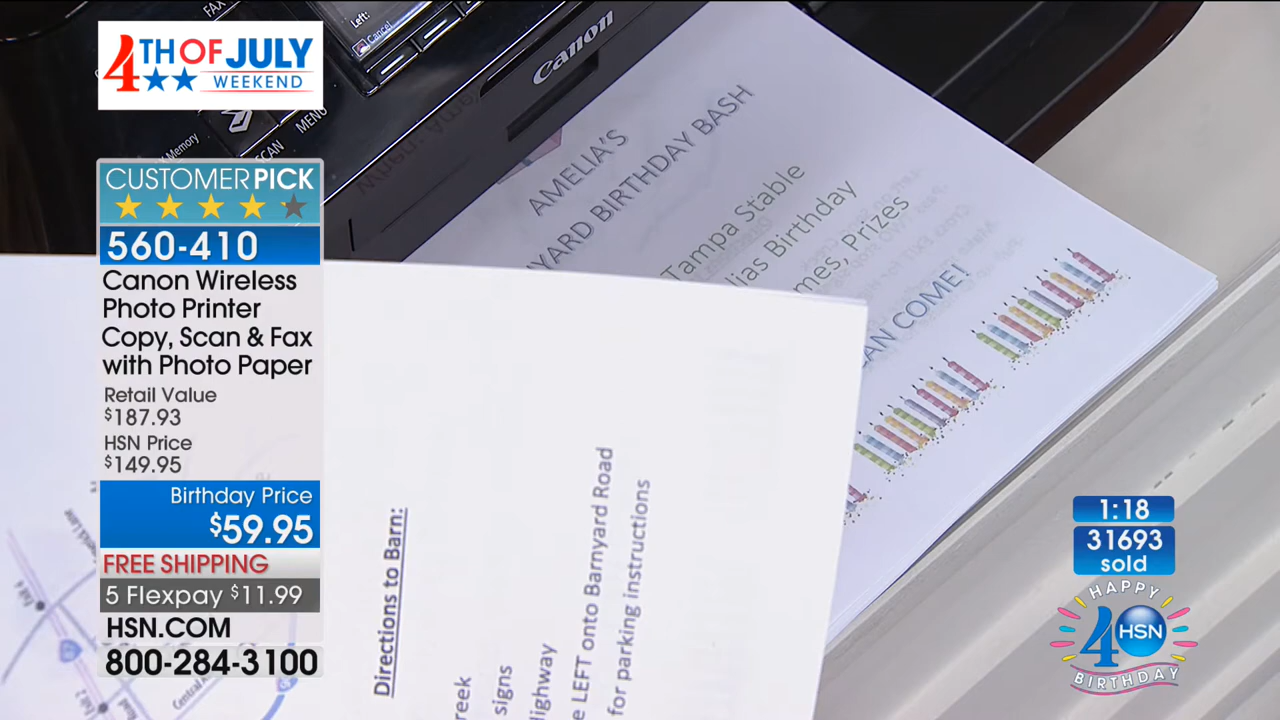 4TH OF JULY
WEEKEND
CUSTOMER PICK
560-410
Canon Wireless
Photo Printer
Copy, Scan & Fax
with Photo Paper
Retail Value
$187.93
HSN Price
$149.95
Birthday Price
$59.95
FREE SHIPPING
5 Flexpay $11.99
HSN.COM
800-284-3100
FAX
Left:
Cancel
Memory
SCAN
MENU
Canon
AMELIA'S
YARD BIRTHDAY BASH
Tampa Stable
lias Birthday
mes, Prizes
AN COME!
Directions to Barn:
reek
signs
ighway
e LEFT onto Barnyard Road
for parking instructions
1:18
31693
sold
HAPPY
40
HSN
BIRTHDAY